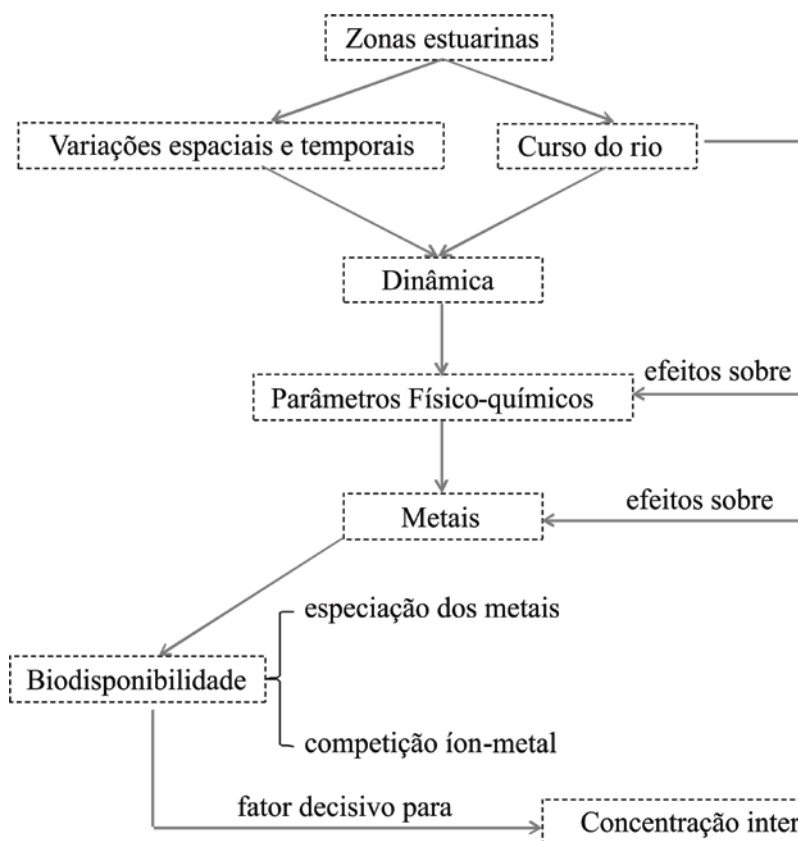 Zonas estuarinas
Variações espaciais e temporais
Curso do rio
Dinâmica
efeitos sobre
Parâmetros Físico-químicos
efeitos sobre
Metais
especiação dos metais
Biodisponibilidade
competição íon-metal
fator decisivo para
Concentração inter